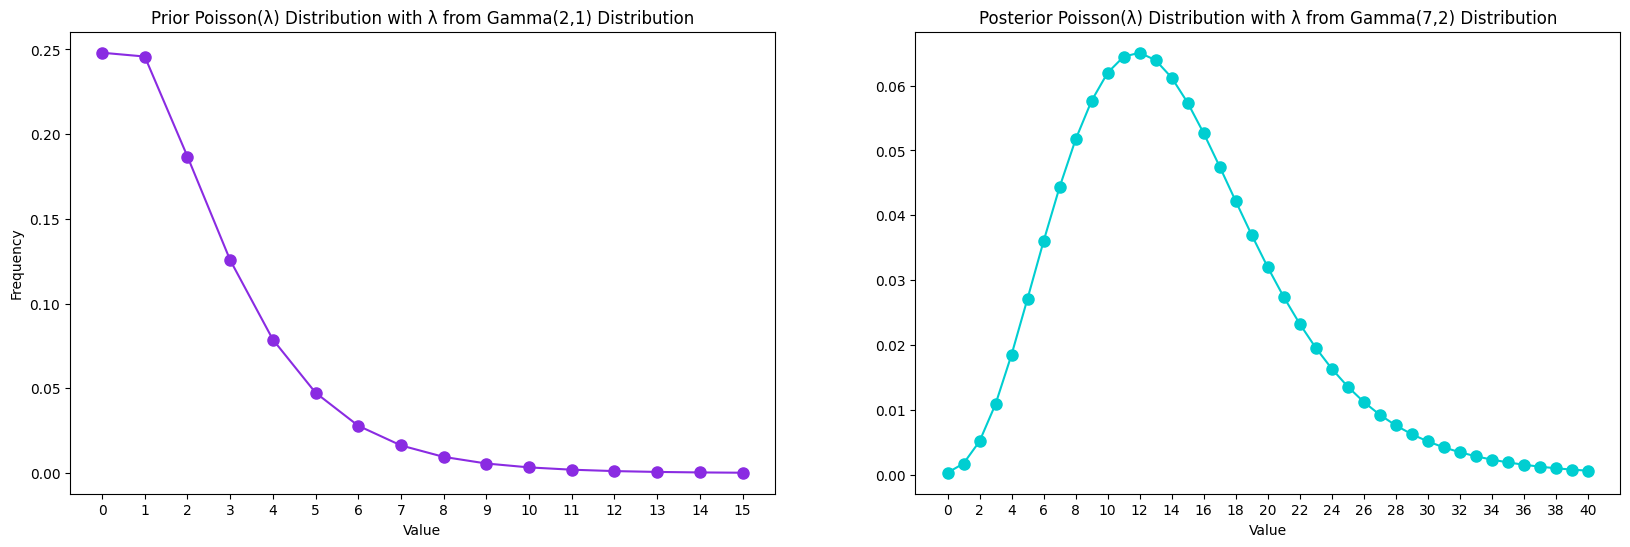 Prior Poisson(λ) Distribution with λ from Gamma(2,1) Distribution
Frequency
0.25
0.20
0.15
0.10
0.05
0.00
0 1 2 3 4 5 6 7 8 9 10 11 12 13 14 15
Value
Posterior Poisson(λ) Distribution with λ from Gamma(7,2) Distribution
0.06
0.05
0.04
0.03
0.02
0.01
0.00
0 2 4 6 8 10 12 14 16 18 20 22 24 26 28 30 32 34 36 38 40
Value